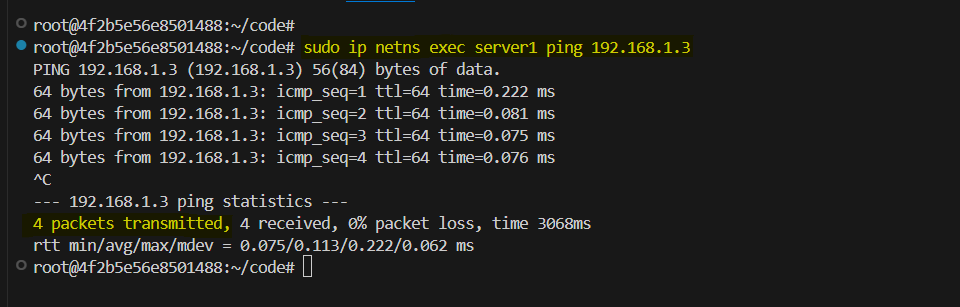 root@4f2b5e56e8501488:~/code#
root@4f2b5e56e8501488:~/code# sudo ip netns exec server1 ping 192.168.1.3
PING 192.168.1.3 (192.168.1.3) 56(84) bytes of data.
64 bytes from 192.168.1.3: icmp_seq=1 ttl=64 time=0.222 ms
64 bytes from 192.168.1.3: icmp_seq=2 ttl=64 time=0.081 ms
64 bytes from 192.168.1.3: icmp_seq=3 ttl=64 time=0.075 ms
64 bytes from 192.168.1.3: icmp_seq=4 ttl=64 time=0.076 ms
^C
--- 192.168.1.3 ping statistics ---
4 packets transmitted, 4 received, 0% packet loss, time 3068ms
rtt min/avg/max/mdev = 0.075/0.113/0.222/0.062 ms
root@4f2b5e56e8501488:~/code#